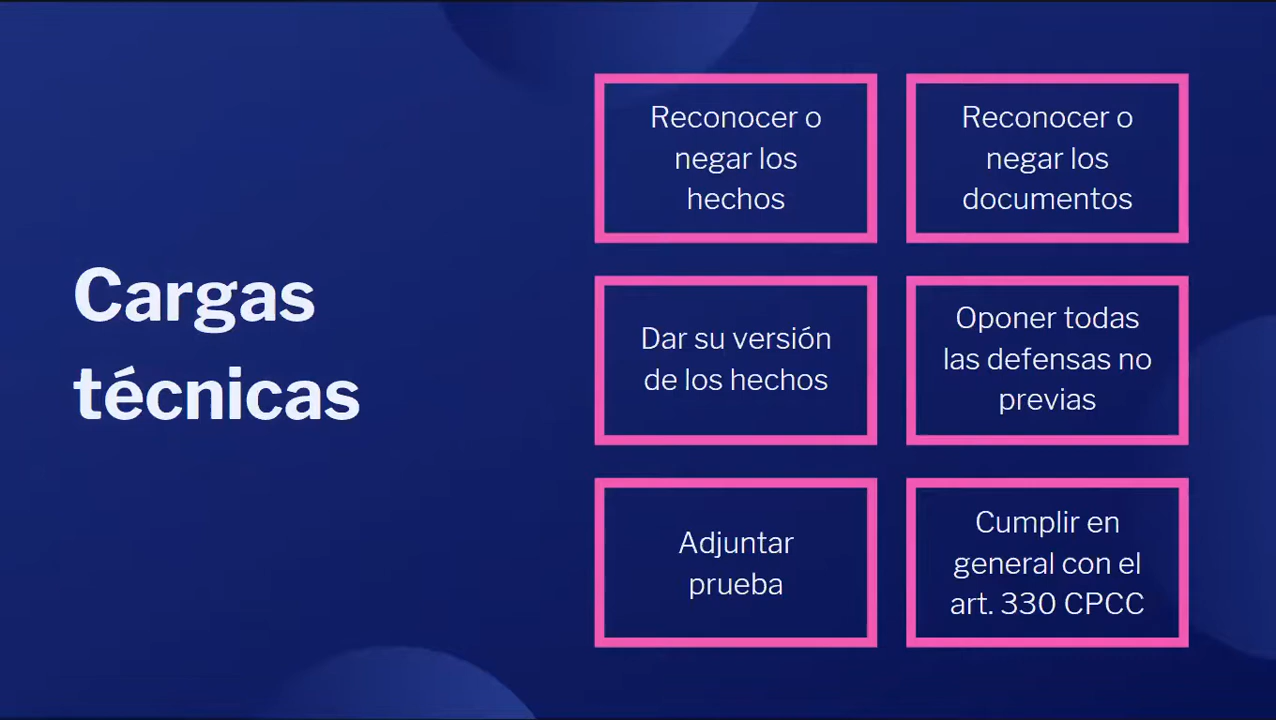 Cargas
técnicas
Reconocer o
negar los
hechos
Reconocer o
negar los
documentos
Dar su versión
de los hechos
Oponer todas
las defensas no
previas
Adjuntar
prueba
Cumplir en
general con el
art. 330 CPCC